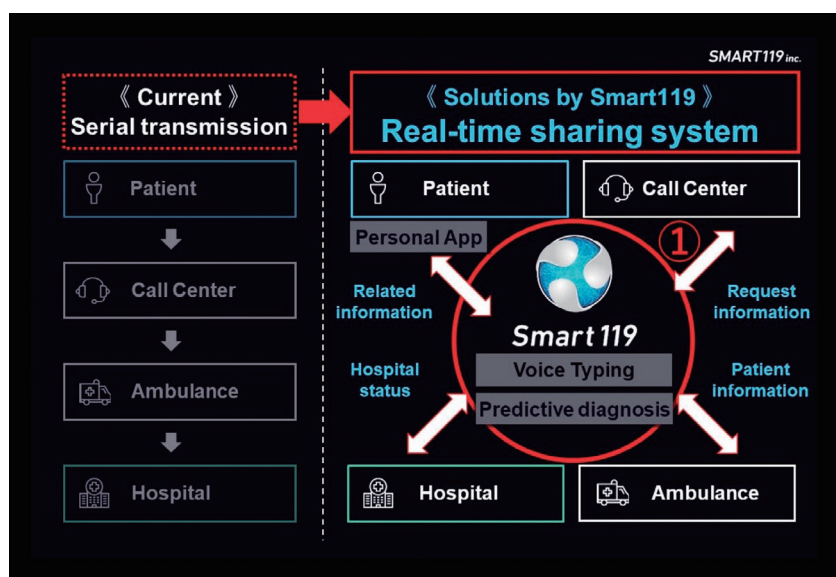 SMART119 inc.
《 Current 》
Serial transmission
Patient
Call Center
Ambulance
Hospital
《 Solutions by Smart119 》
Real-time sharing system
Patient
Call Center
Personal App
①
Related
information
Request
information
Smart 119
Voice Typing
Predictive diagnosis
Hospital
status
Patient
information
Hospital
Ambulance